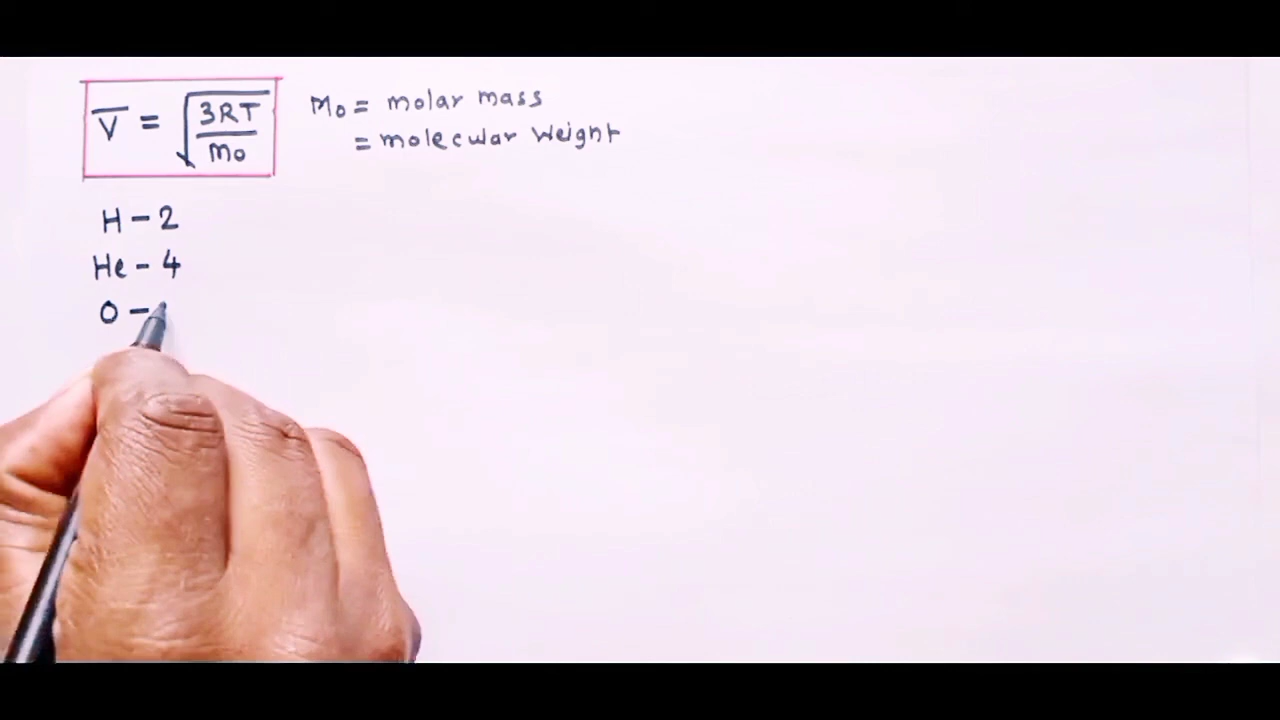 V̅ = √(3RT/Mo)
Mo = molar mass
= molecular weight
H - 2
He - 4
O -